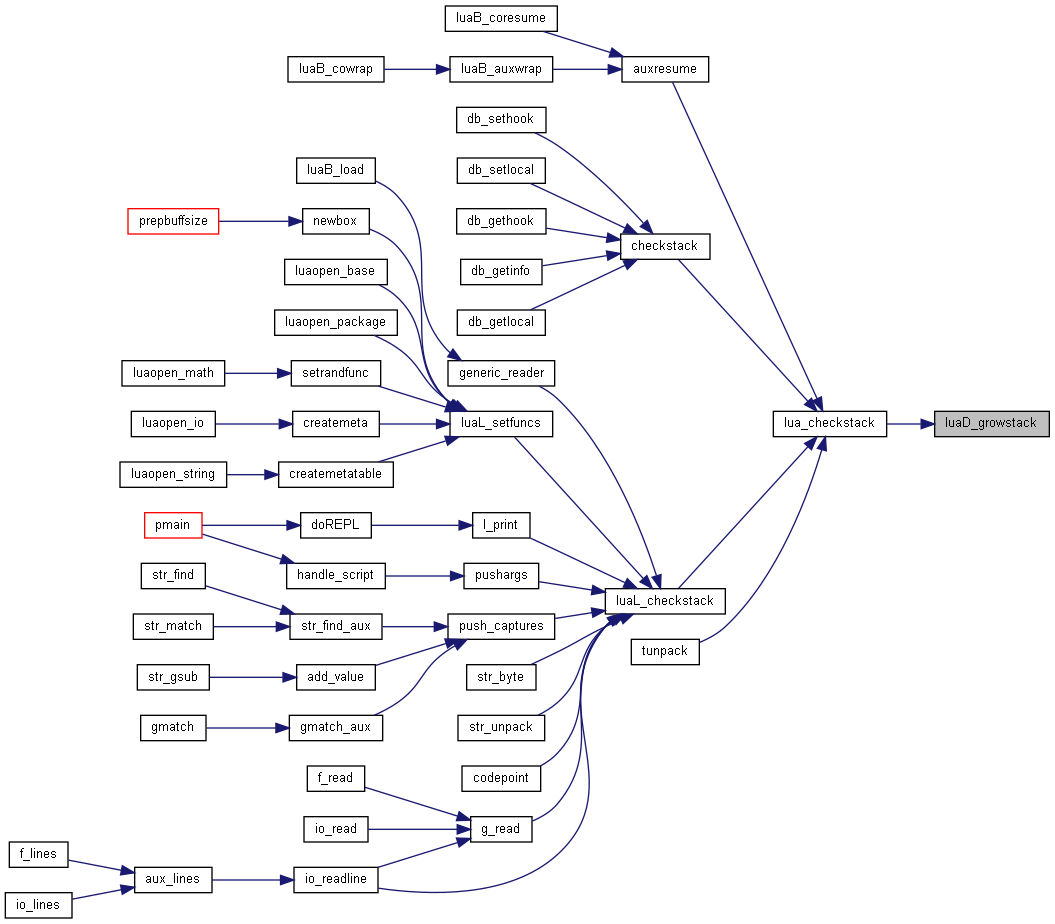 luaB_coresume
luaB_cowrap
luaB_auxwrap
auxresume
db_sethook
luaB_load
db_setlocal
prepbuffsize
newbox
db_gethook
checkstack
luaopen_base
db_getinfo
luaopen_package
db_getlocal
luaopen_math
setrandfunc
generic_reader
luaopen_io
createmeta
luaL_setfuncs
lua_checkstack
luaD_growstack
luaopen_string
createmetatable
pmain
doREPL
l_print
str_find
handle_script
pushargs
luaL_checkstack
str_match
str_find_aux
push_captures
tunpack
str_gsub
add_value
str_byte
gmatch
gmatch_aux
str_unpack
f_read
codepoint
io_read
g_read
f_lines
aux_lines
io_readline
io_lines